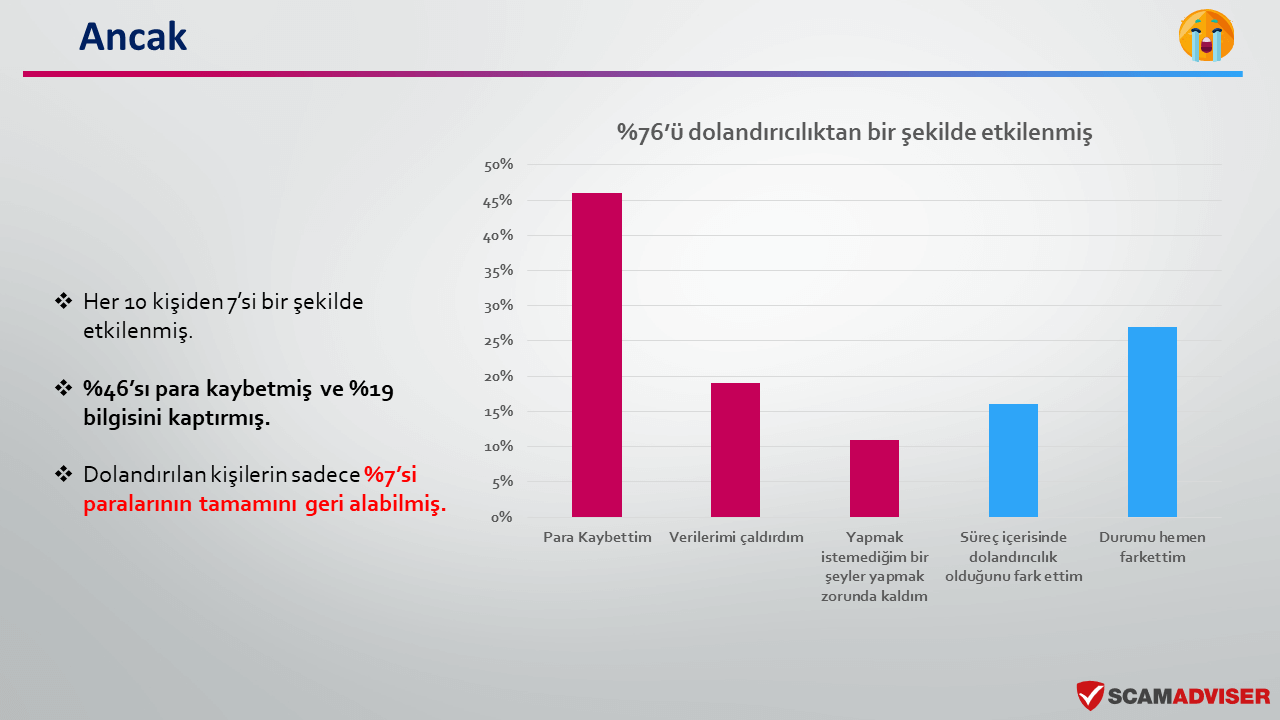 Ancak
%76'ü dolandırıcılıktan bir şekilde etkilenmiş
❖ Her 10 kişiden 7'si bir şekilde
etkilenmiş.
❖ %46'sı para kaybetmiş ve %19
bilgisini kaptırmış.
❖ Dolandırılan kişilerin sadece %7'si
paralarının tamamını geri alabilmiş.
50%
45%
40%
35%
30%
25%
20%
15%
10%
5%
0%
Para Kaybettim
Verilerimi çaldırdım
Yapmak
istemediğim bir
şeyler yapmak
zorunda kaldım
Süreç içerisinde
dolandırıcılık
olduğunu fark ettim
Durumu hemen
farkettim
SCAMADVISER